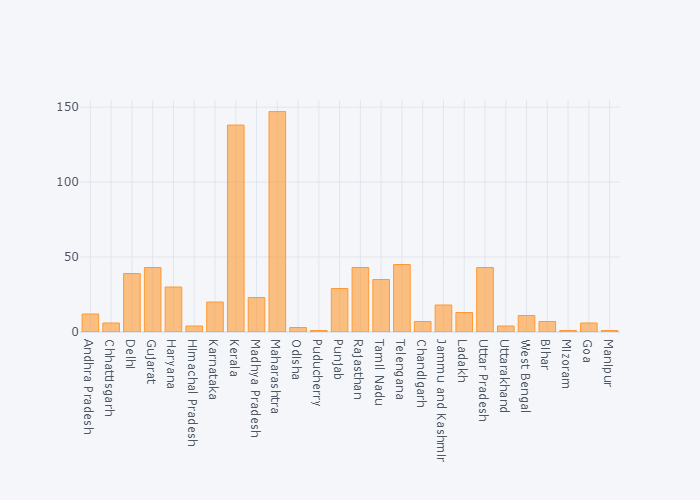 150
100
50
0
Andhra Pradesh
Chhattisgarh
Delhi
Gujarat
Haryana
Himachal Pradesh
Karnataka
Kerala
Madhya Pradesh
Maharashtra
Odisha
Puducherry
Punjab
Rajasthan
Tamil Nadu
Telengana
Chandigarh
Jammu and Kashmir
Ladakh
Uttar Pradesh
Uttarakhand
West Bengal
Bihar
Mizoram
Goa
Manipur